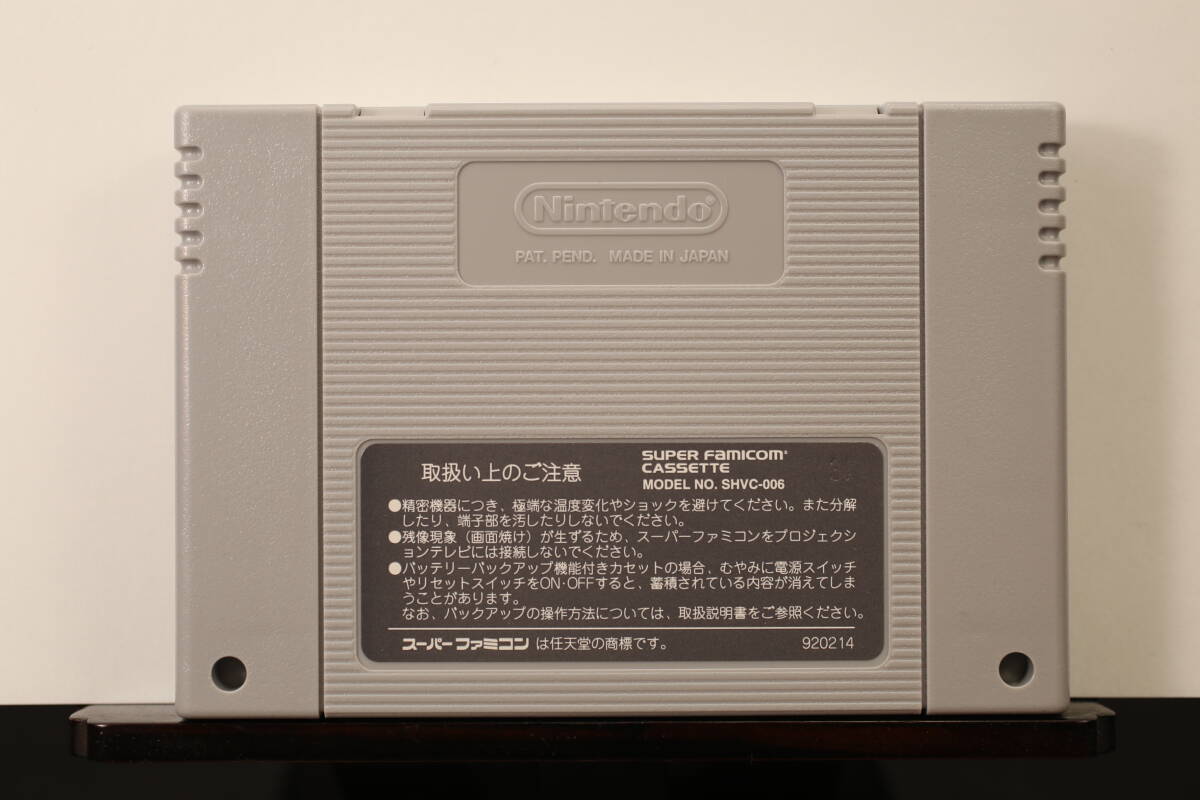 Nintendo®
PAT. PEND. MADE IN JAPAN
取扱い上のご注意
SUPER FAMICOM®
CASSETTE
MODEL NO. SHVC-006
●精密機器につき、極端な温度変化やショックを避けてください。また分解
したり、端子部を汚したりしないでください。
●残像現象（画面焼け）が生ずるため、スーパーファミコンをプロジェクシ
ョンテレビには接続しないでください。
●バッテリーバックアップ機能付きカセットの場合、むやみに電源スイッチ
やリセットスイッチをON・OFFすると、蓄積されている内容が消えてしま
うことがあります。
なお、バックアップの操作方法については、取扱説明書をご参照ください。
スーパーファミコン は任天堂の商標です。 920214